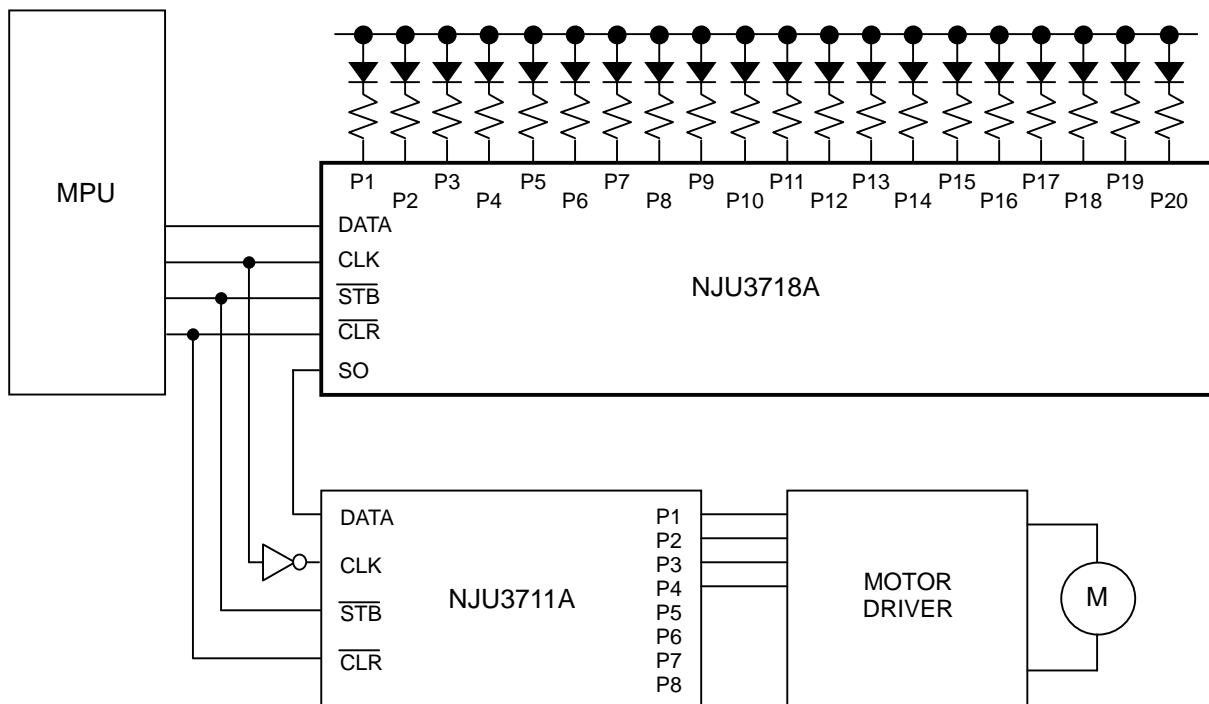 MPU
P1 P3 P5 P7 P9 P11 P13 P15 P17 P19
P2 P4 P6 P8 P10 P12 P14 P16 P18 P20
DATA
CLK
STB
CLR
SO
NJU3718A
DATA
CLK
STB
CLR
NJU3711A
P1
P2
P3
P4
P5
P6
P7
P8
MOTOR
DRIVER
M